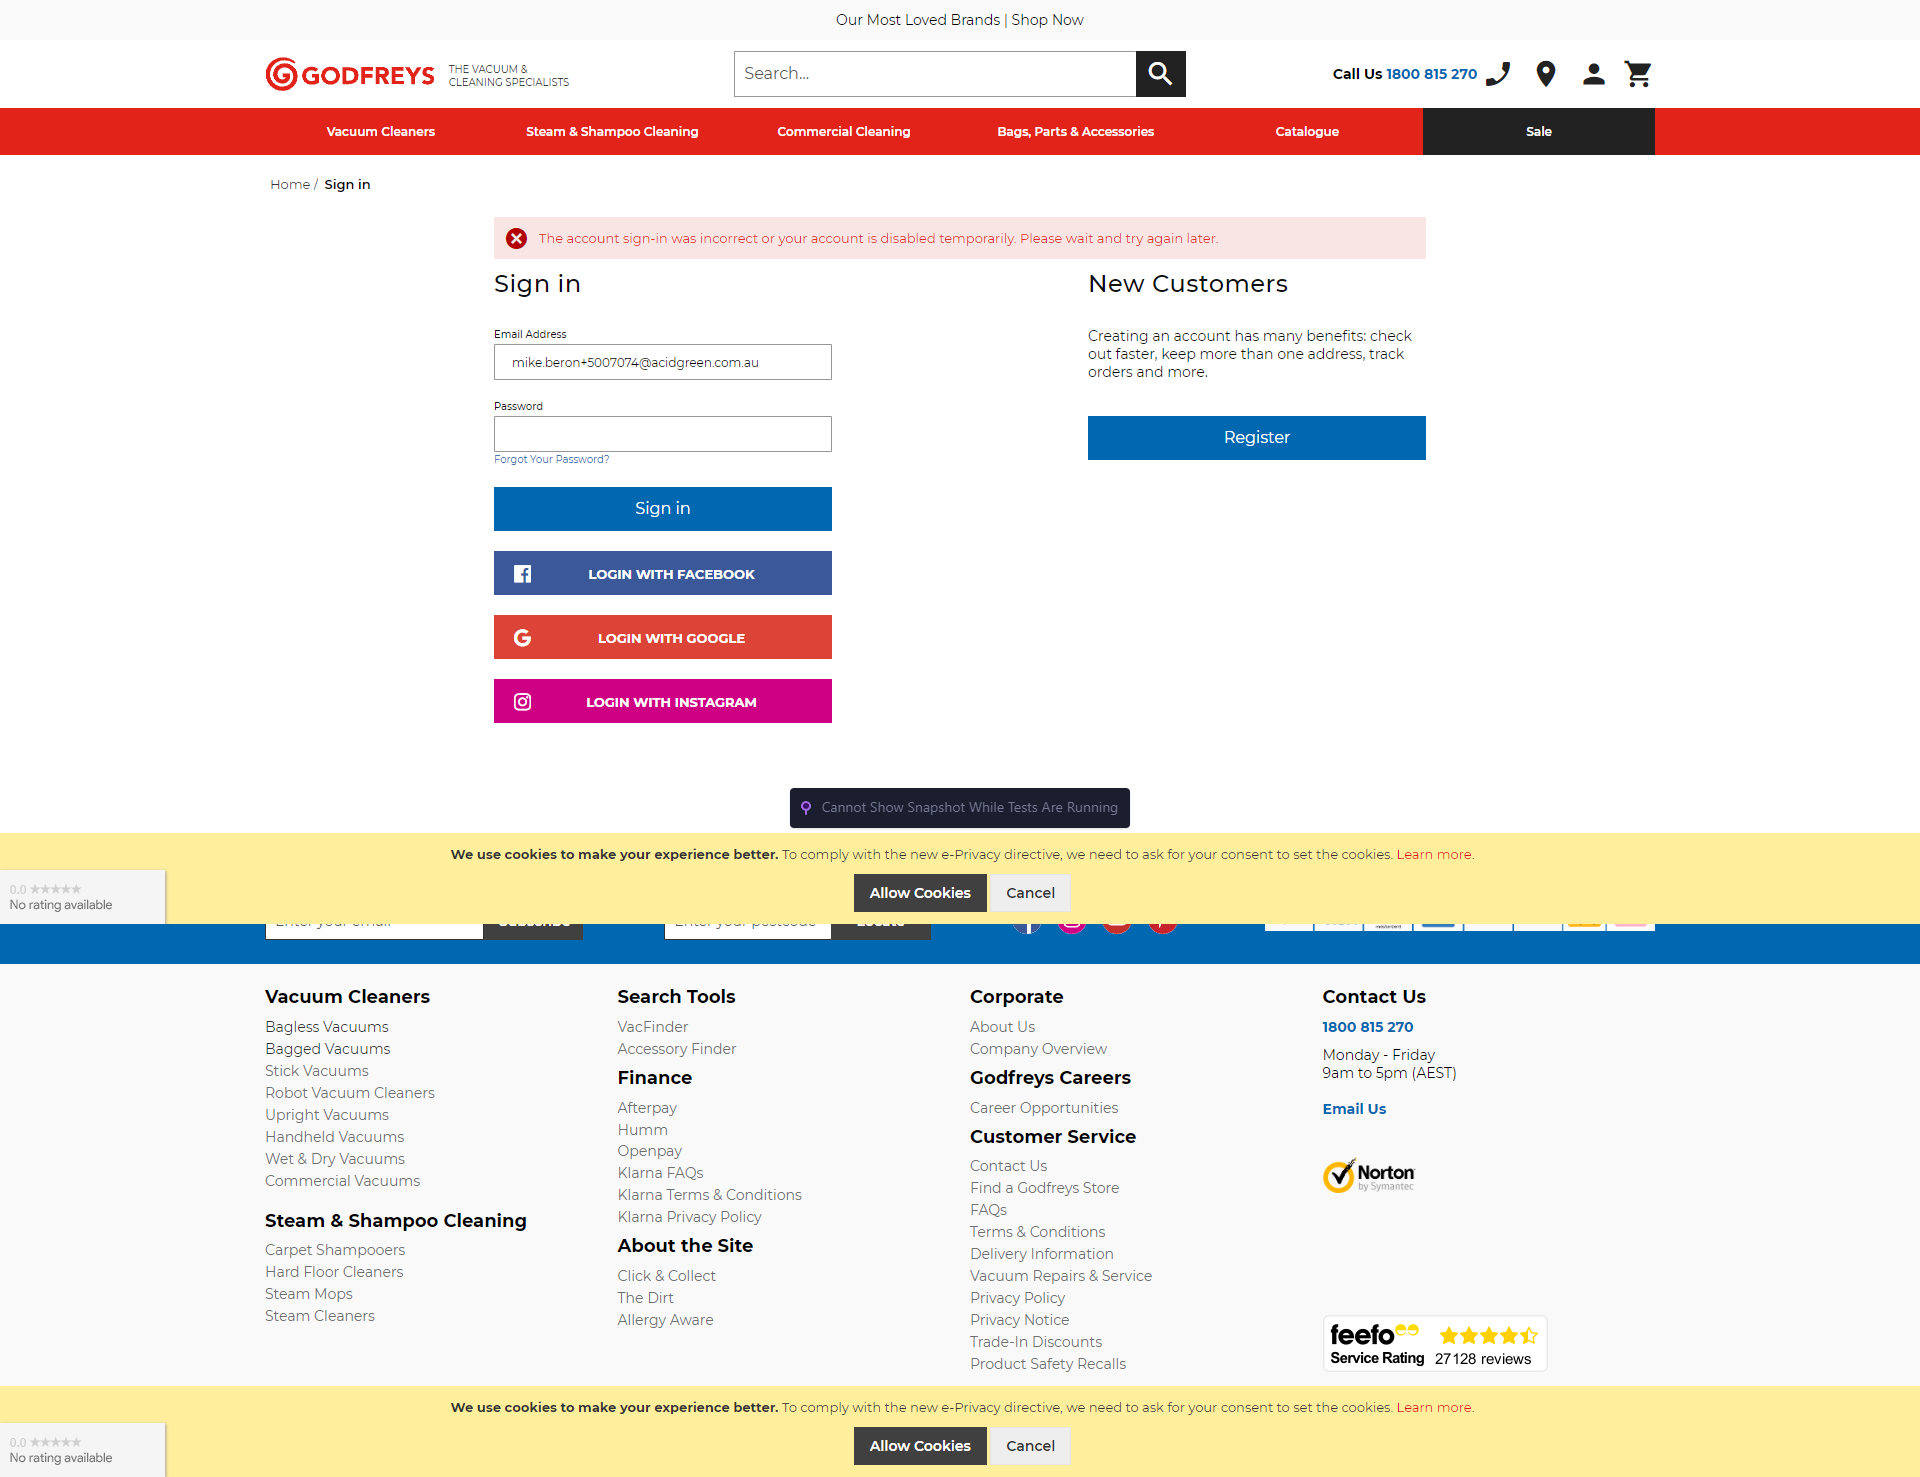 Our Most Loved Brands | Shop Now
GODFREYS
THE VACUUM &
CLEANING SPECIALISTS
Search...
Call Us 1800 815 270
Vacuum Cleaners
Steam & Shampoo Cleaning
Commercial Cleaning
Bags, Parts & Accessories
Catalogue
Sale
Home / Sign in
The account sign-in was incorrect or your account is disabled temporarily. Please wait and try again later.
Sign in
Email Address
mike.beron+5007074@acidgreen.com.au
Password
Forgot Your Password?
Sign in
LOGIN WITH FACEBOOK
LOGIN WITH GOOGLE
LOGIN WITH INSTAGRAM
New Customers
Creating an account has many benefits: check
out faster, keep more than one address, track
orders and more.
Register
Cannot Show Snapshot While Tests Are Running
We use cookies to make your experience better. To comply with the new e-Privacy directive, we need to ask for your consent to set the cookies. Learn more.
Allow Cookies
Cancel
0.0 ★★★★★
No rating available
Enter your email
Subscribe
Enter your postcode
Locate
Vacuum Cleaners
Bagless Vacuums
Bagged Vacuums
Stick Vacuums
Robot Vacuum Cleaners
Upright Vacuums
Handheld Vacuums
Wet & Dry Vacuums
Commercial Vacuums
Steam & Shampoo Cleaning
Carpet Shampooers
Hard Floor Cleaners
Steam Mops
Steam Cleaners
Search Tools
VacFinder
Accessory Finder
Finance
Afterpay
Humm
Openpay
Klarna FAQs
Klarna Terms & Conditions
Klarna Privacy Policy
About the Site
Click & Collect
The Dirt
Allergy Aware
Corporate
About Us
Company Overview
Godfreys Careers
Career Opportunities
Customer Service
Contact Us
Find a Godfreys Store
FAQs
Terms & Conditions
Delivery Information
Vacuum Repairs & Service
Privacy Policy
Privacy Notice
Trade-In Discounts
Product Safety Recalls
Contact Us
1800 815 270
Monday - Friday
9am to 5pm (AEST)
Email Us
Norton
by Symantec
feefo
Service Rating 27128 reviews
We use cookies to make your experience better. To comply with the new e-Privacy directive, we need to ask for your consent to set the cookies. Learn more.
Allow Cookies
Cancel
0.0 ★★★★★
No rating available